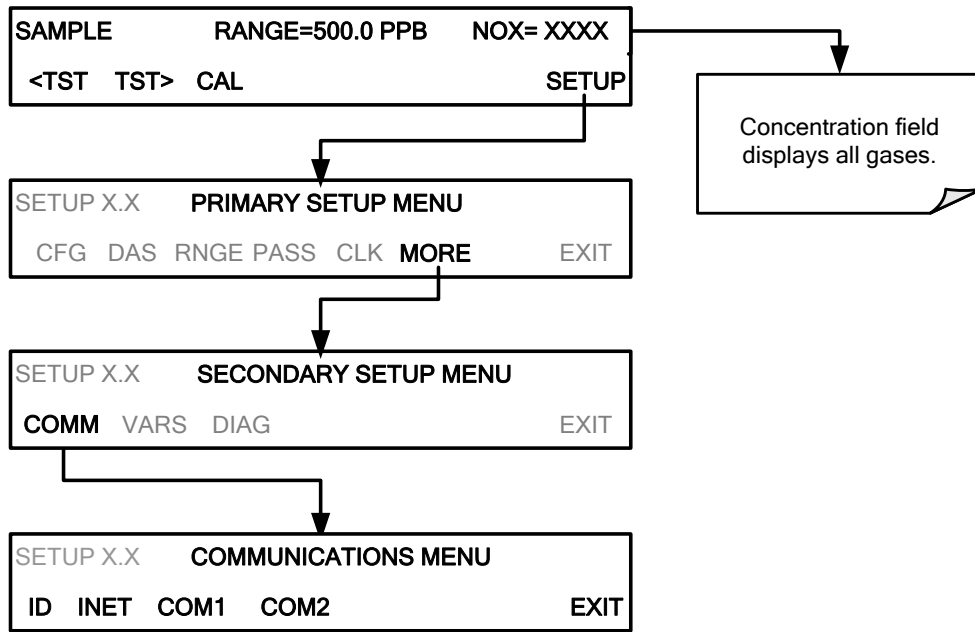 SAMPLE RANGE=500.0 PPB NOX= XXXX
<TST TST> CAL SETUP
Concentration field
displays all gases.
SETUP X.X PRIMARY SETUP MENU
CFG DAS RNGE PASS CLK MORE EXIT
SETUP X.X SECONDARY SETUP MENU
COMM VARS DIAG EXIT
SETUP X.X COMMUNICATIONS MENU
ID INET COM1 COM2 EXIT